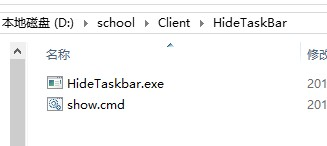 本地磁盘 (D:) › school › Client › HideTaskBar
名称 修改
HideTaskbar.exe 201
show.cmd 201